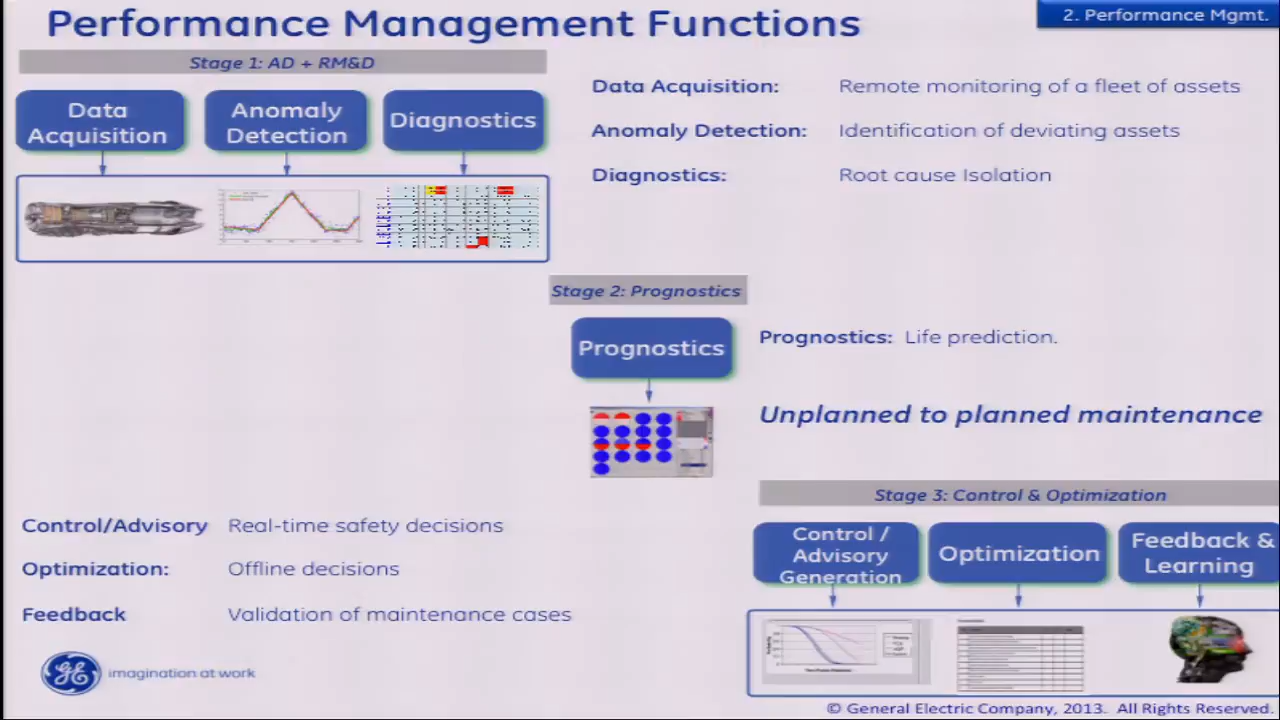 Performance Management Functions
2. Performance Mgmt.
Stage 1: AD + RM&D
Data
Acquisition
Anomaly
Detection
Diagnostics
Data Acquisition: Remote monitoring of a fleet of assets
Anomaly Detection: Identification of deviating assets
Diagnostics: Root cause Isolation
Stage 2: Prognostics
Prognostics
Prognostics: Life prediction.
Unplanned to planned maintenance
Stage 3: Control & Optimization
Control /
Advisory
Generation
Optimization
Feedback &
Learning
Control/Advisory Real-time safety decisions
Optimization: Offline decisions
Feedback Validation of maintenance cases
GE
imagination at work
© General Electric Company, 2013. All Rights Reserved.